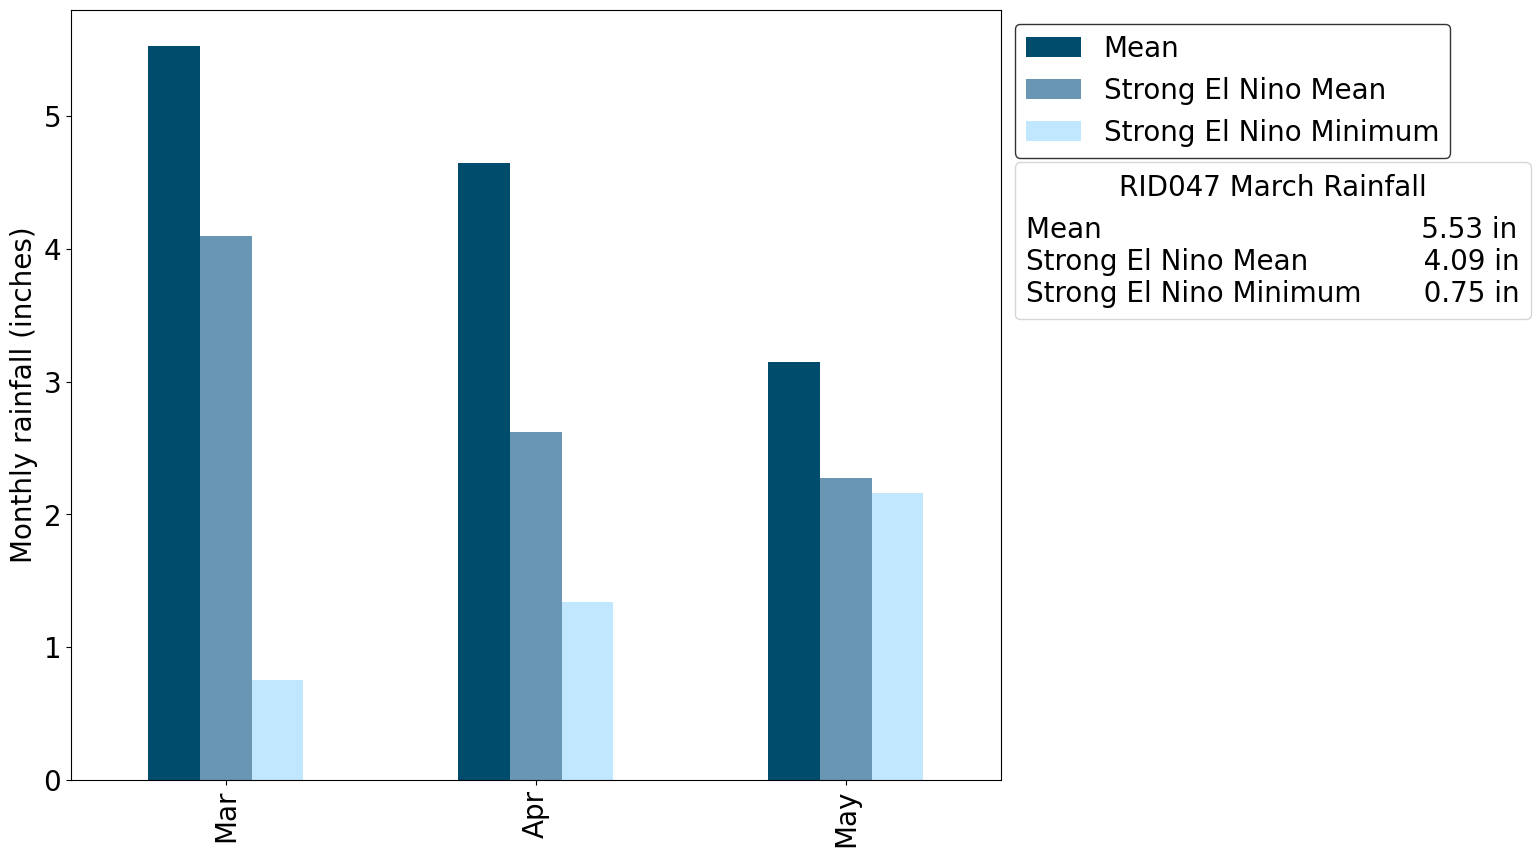 Monthly rainfall (inches)
5
4
3
2
1
0
Mar
Apr
May
Mean
Strong El Nino Mean
Strong El Nino Minimum
RID047 March Rainfall
Mean 5.53 in
Strong El Nino Mean 4.09 in
Strong El Nino Minimum 0.75 in